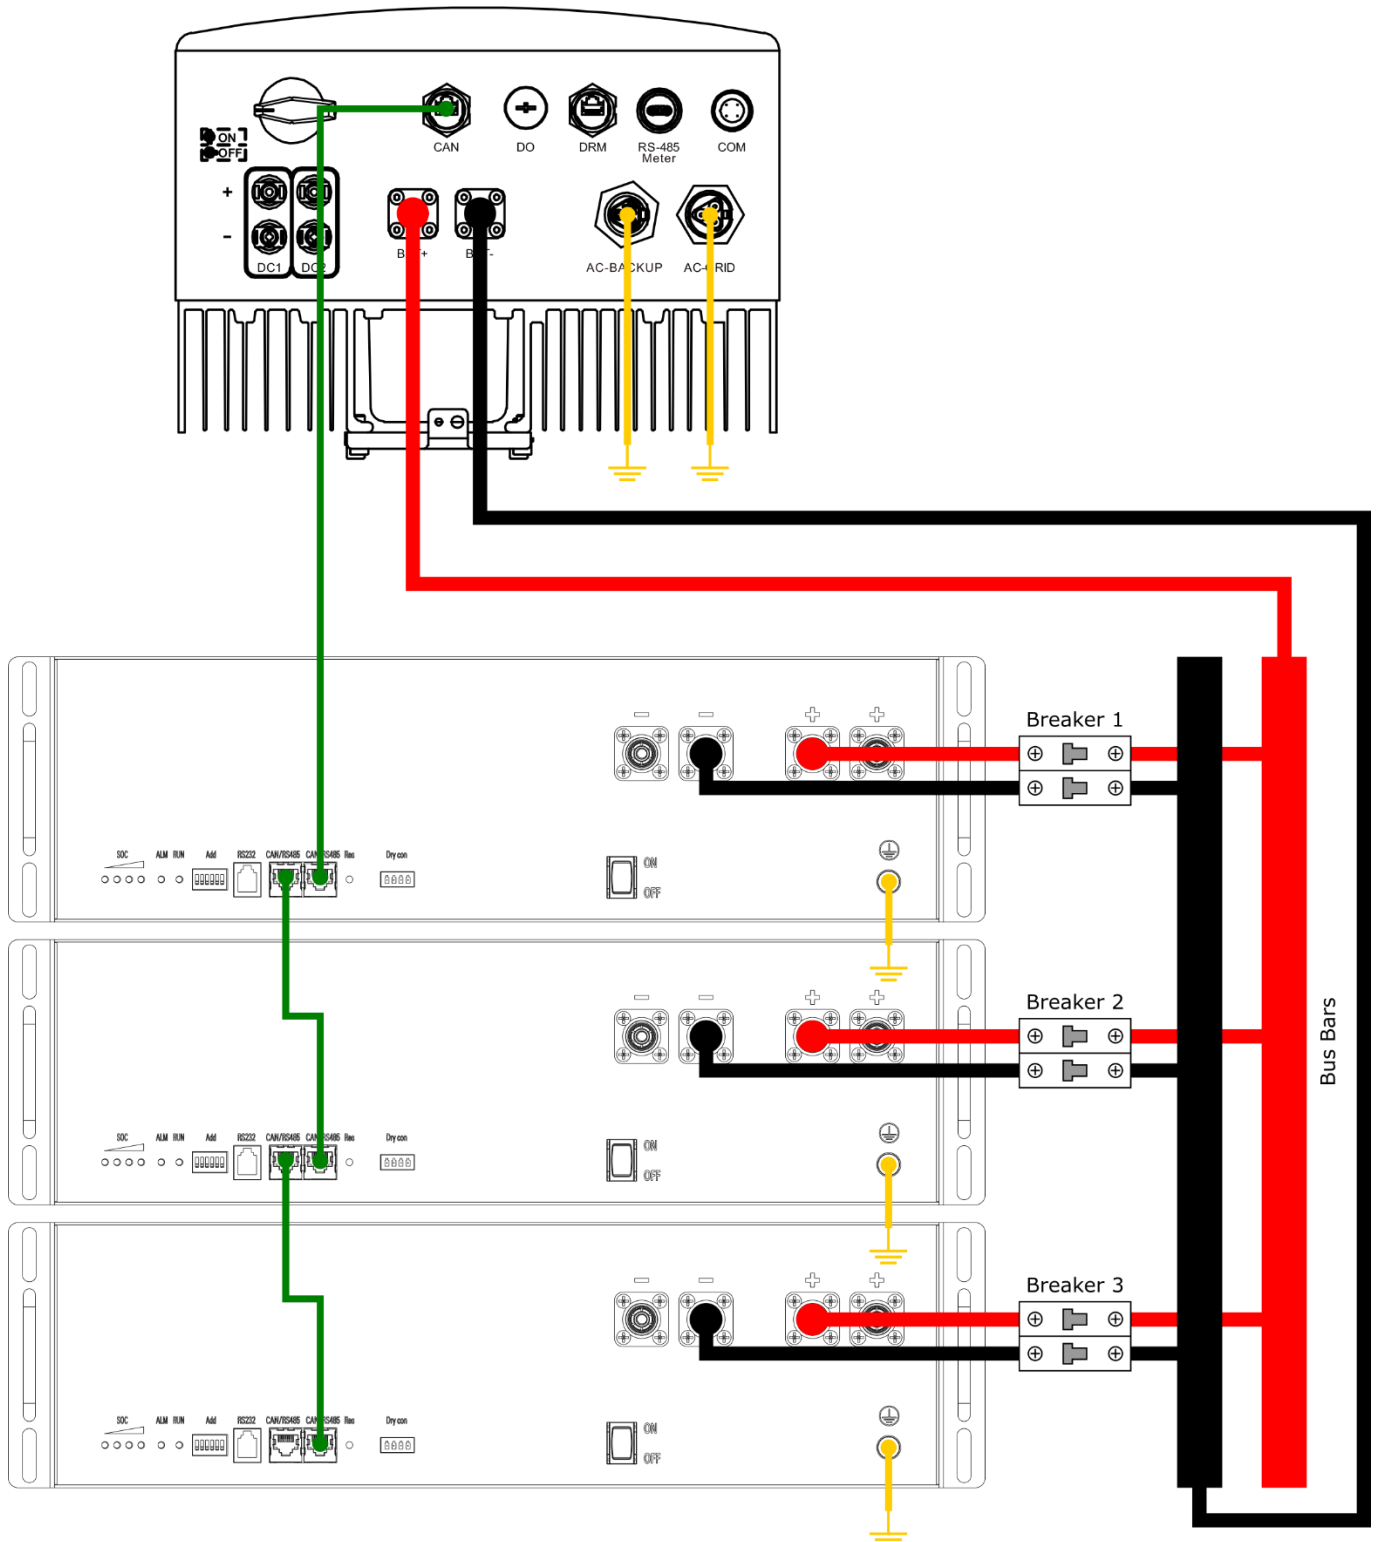 ON
OFF
CAN
DO
DRM
RS-485
Meter
COM
+
-
DC1
DC2
BAT+
BAT-
AC-BACKUP
AC-GRID
Breaker 1
SOC
ALM
RUN
Add
RS232
CAN/RS485
CAN/RS485
Res
Dry con
ON
OFF
Breaker 2
Bus Bars
SOC
ALM
RUN
Add
RS232
CAN/RS485
CAN/RS485
Res
Dry con
ON
OFF
Breaker 3
SOC
ALM
RUN
Add
RS232
CAN/RS485
CAN/RS485
Res
Dry con
ON
OFF